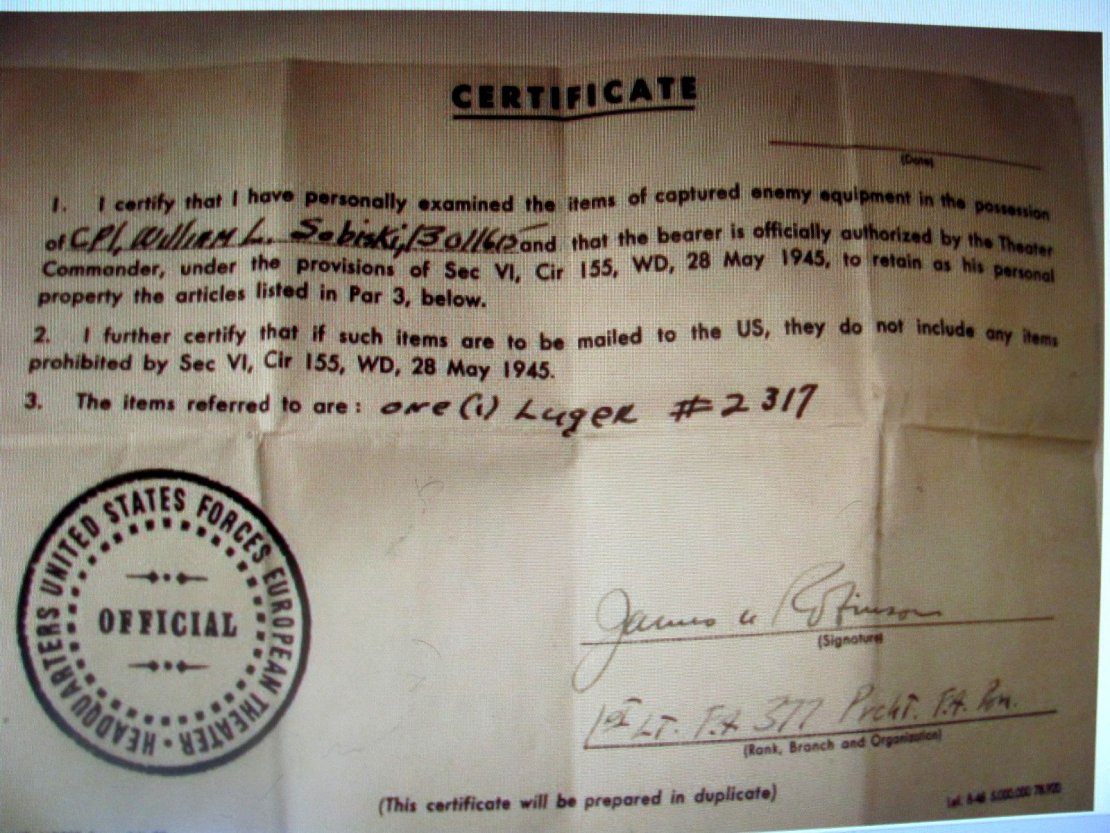 CERTIFICATE
(Date)
1. I certify that I have personally examined the items of captured enemy equipment in the possession
of CPl, William L. Sobiski, and that the bearer is officially authorized by the Theater
Commander, under the provisions of Sec VI, Cir 155, WD, 28 May 1945, to retain as his personal
property the articles listed in Par 3, below.
2. I further certify that if such items are to be mailed to the US, they do not include any items
prohibited by Sec VI, Cir 155, WD, 28 May 1945.
3. The items referred to are: one (1) Luger #2317
HEADQUARTERS UNITED STATES FORCES EUROPEAN THEATER
OFFICIAL
James Robinson
(Signature)
1st Lt. F.A 377 Prcht. F.A. Bn.
(Rank, Branch and Organization)
(This certificate will be prepared in duplicate)